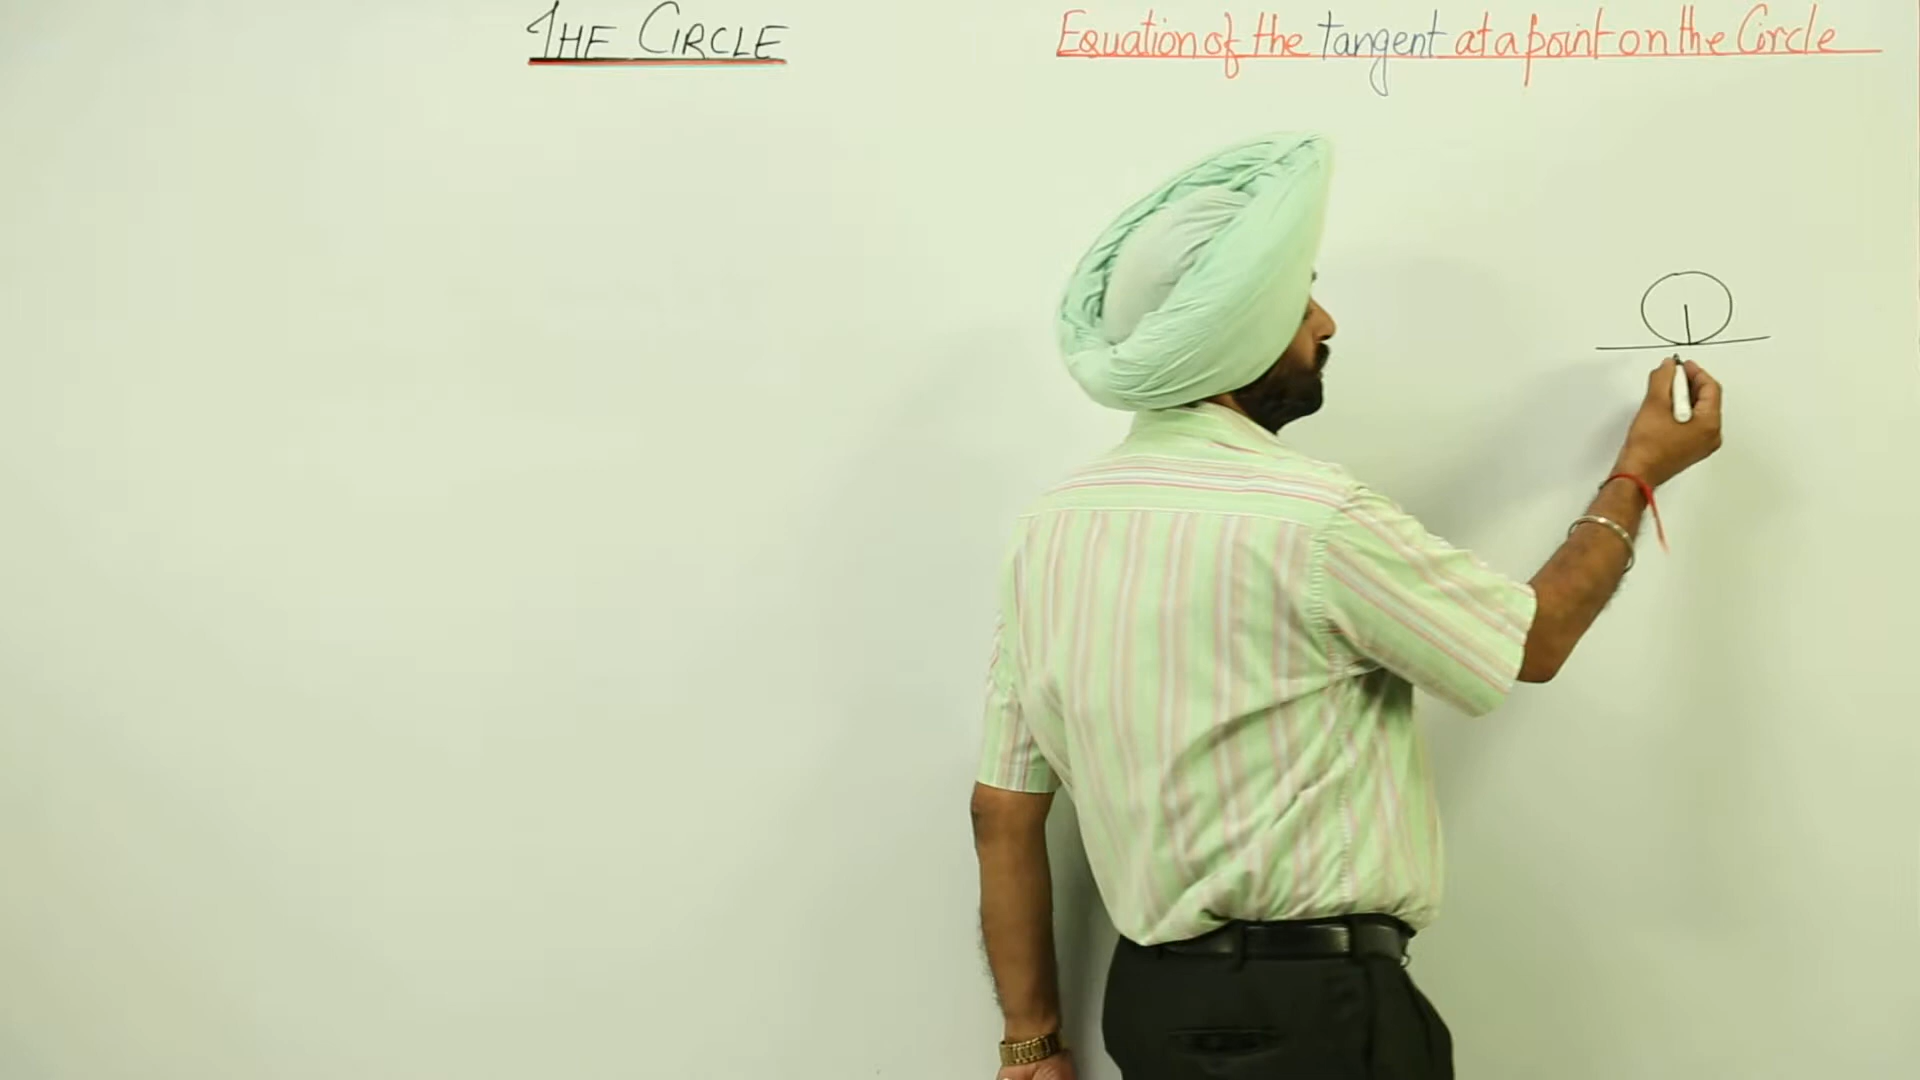 THE CIRCLE
Equation of the tangent at a point on the Circle